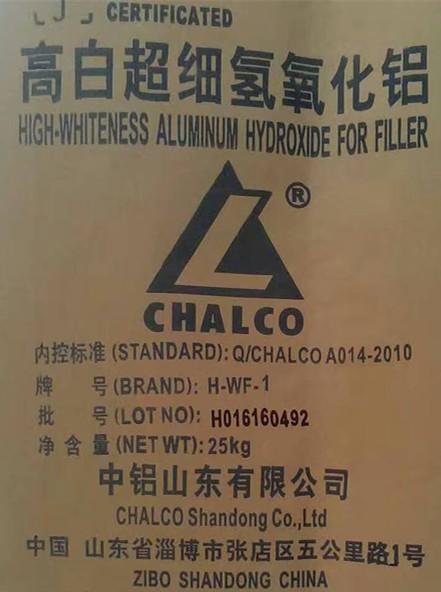 CERTIFICATED
高白超细氢氧化铝
HIGH-WHITENESS ALUMINUM HYDROXIDE FOR FILLER
®
CHALCO
内控标准(STANDARD): Q/CHALCO A014-2010
牌 号(BRAND): H-WF-1
批 号(LOT NO): H016160492
净含量(NET WT): 25kg
中铝山东有限公司
CHALCO Shandong Co.,Ltd
中国 山东省淄博市张店区五公里路1号
ZIBO SHANDONG CHINA